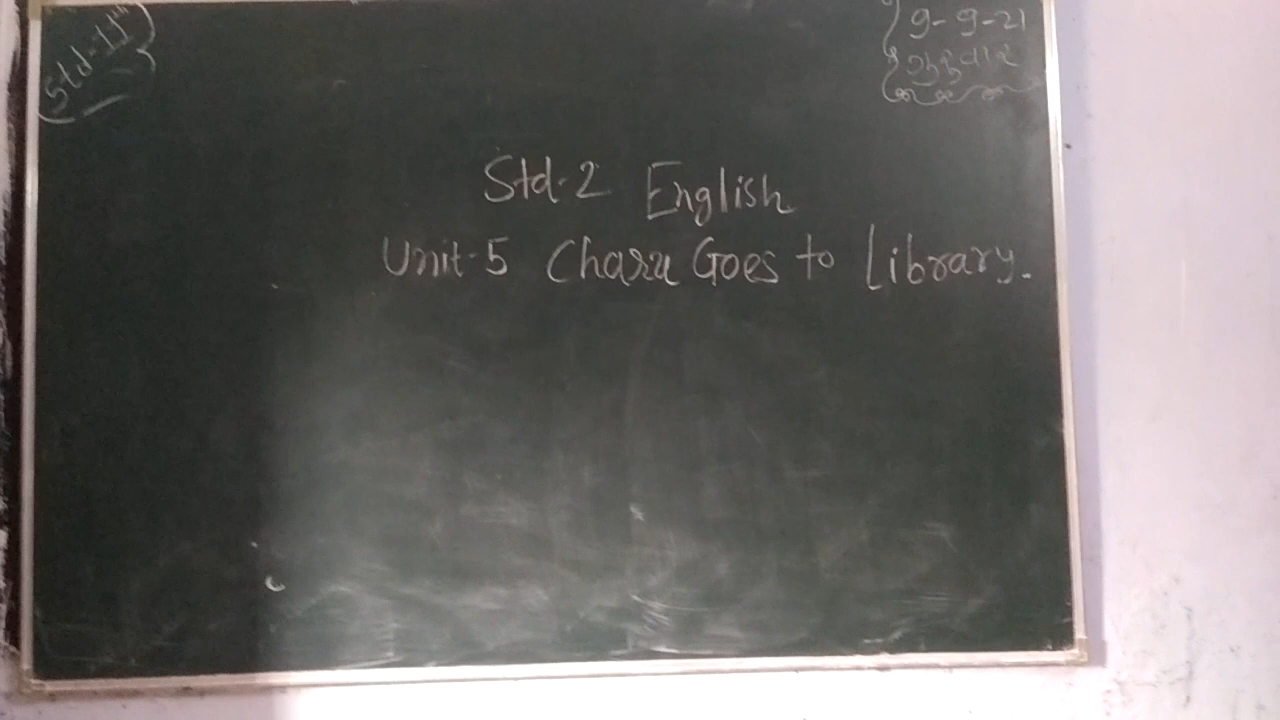 Std-11"
9-9-21
ગુરુવાર
Std-2 English
Unit-5 Charu Goes to Library.